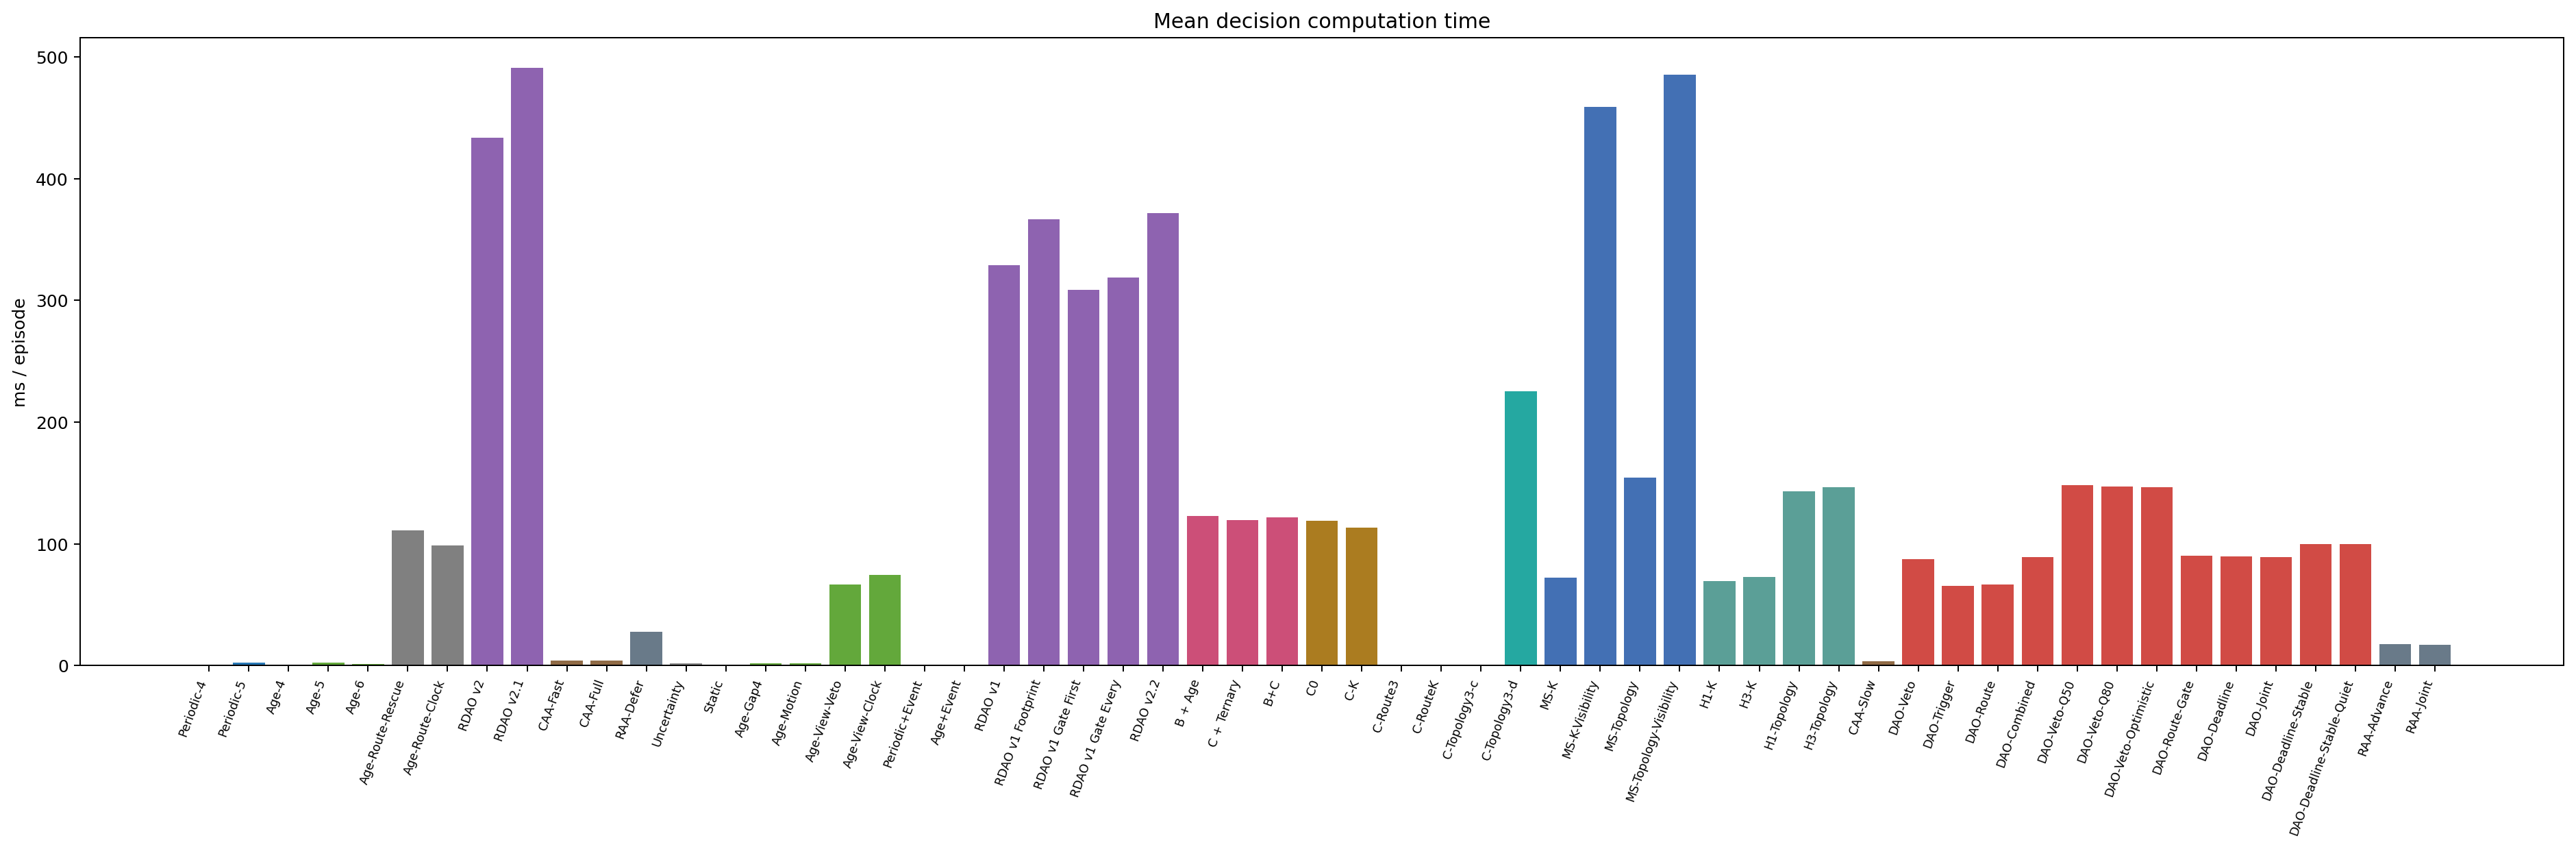 Mean decision computation time
ms / episode
500
400
300
200
100
0
Periodic-4
Periodic-5
Age-4
Age-5
Age-6
Age-Route-Rescue
Age-Route-Clock
RDAO v2
RDAO v2.1
CAA-Fast
CAA-Full
RAA-Defer
Uncertainty
Static
Age-Gap4
Age-Motion
Age-View-Veto
Age-View-Clock
Periodic+Event
Age+Event
RDAO v1
RDAO v1 Footprint
RDAO v1 Gate First
RDAO v1 Gate Every
RDAO v2.2
B + Age
C + Ternary
B+C
C0
C-K
C-Route3
C-RouteK
C-Topology3-c
C-Topology3-d
MS-K
MS-K-Visibility
MS-Topology
MS-Topology-Visibility
H1-K
H3-K
H1-Topology
H3-Topology
CAA-Slow
DAO-Veto
DAO-Trigger
DAO-Route
DAO-Combined
DAO-Veto-Q50
DAO-Veto-Q80
DAO-Veto-Optimistic
DAO-Route-Gate
DAO-Deadline
DAO-Joint
DAO-Deadline-Stable
DAO-Deadline-Stable-Quiet
RAA-Advance
RAA-Joint